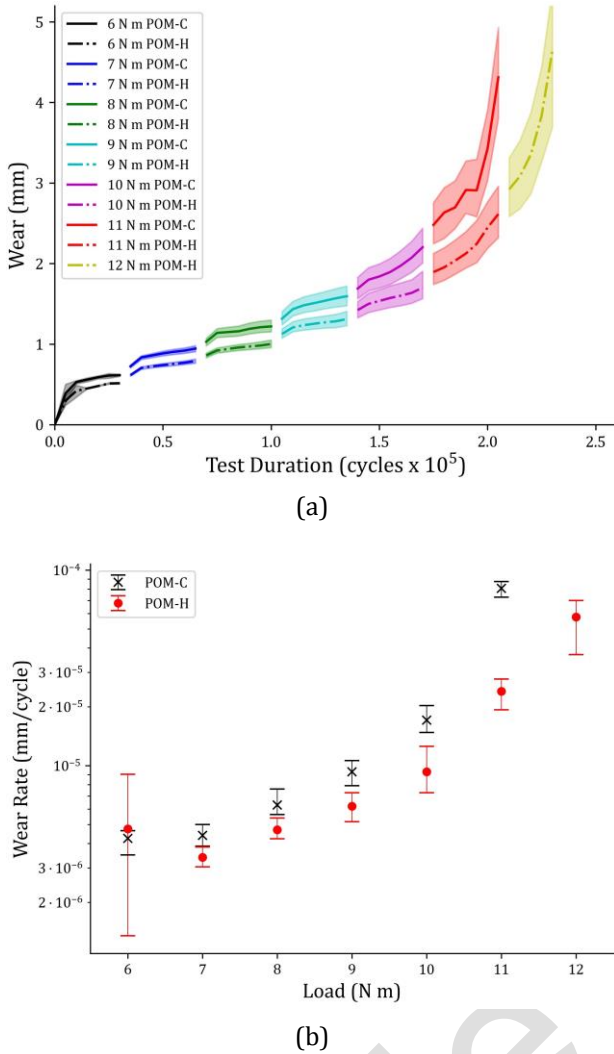 5
4
3
2
1
0
Wear (mm)
6 N m POM-C
6 N m POM-H
7 N m POM-C
7 N m POM-H
8 N m POM-C
8 N m POM-H
9 N m POM-C
9 N m POM-H
10 N m POM-C
10 N m POM-H
11 N m POM-C
11 N m POM-H
12 N m POM-H
0.0 0.5 1.0 1.5 2.0 2.5
Test Duration (cycles x 10⁵)
(a)
10⁻⁴
3 · 10⁻⁵
2 · 10⁻⁵
10⁻⁵
3 · 10⁻⁶
2 · 10⁻⁶
Wear Rate (mm/cycle)
POM-C
POM-H
6 7 8 9 10 11 12
Load (N m)
(b)